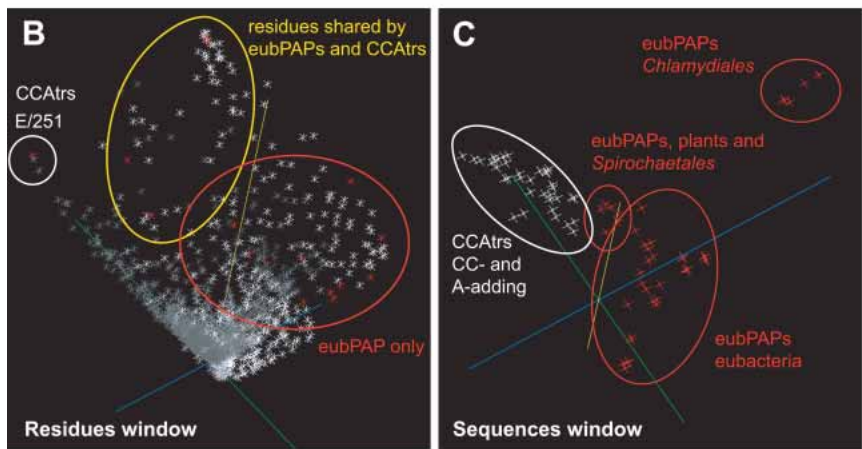 B
residues shared by
eubPAPs and CCAtrs
CCAtrs
E/251
eubPAP only
Residues window
C
eubPAPs
Chlamydiales
eubPAPs, plants and
Spirochaetales
CCAtrs
CC- and
A-adding
eubPAPs
eubacteria
Sequences window